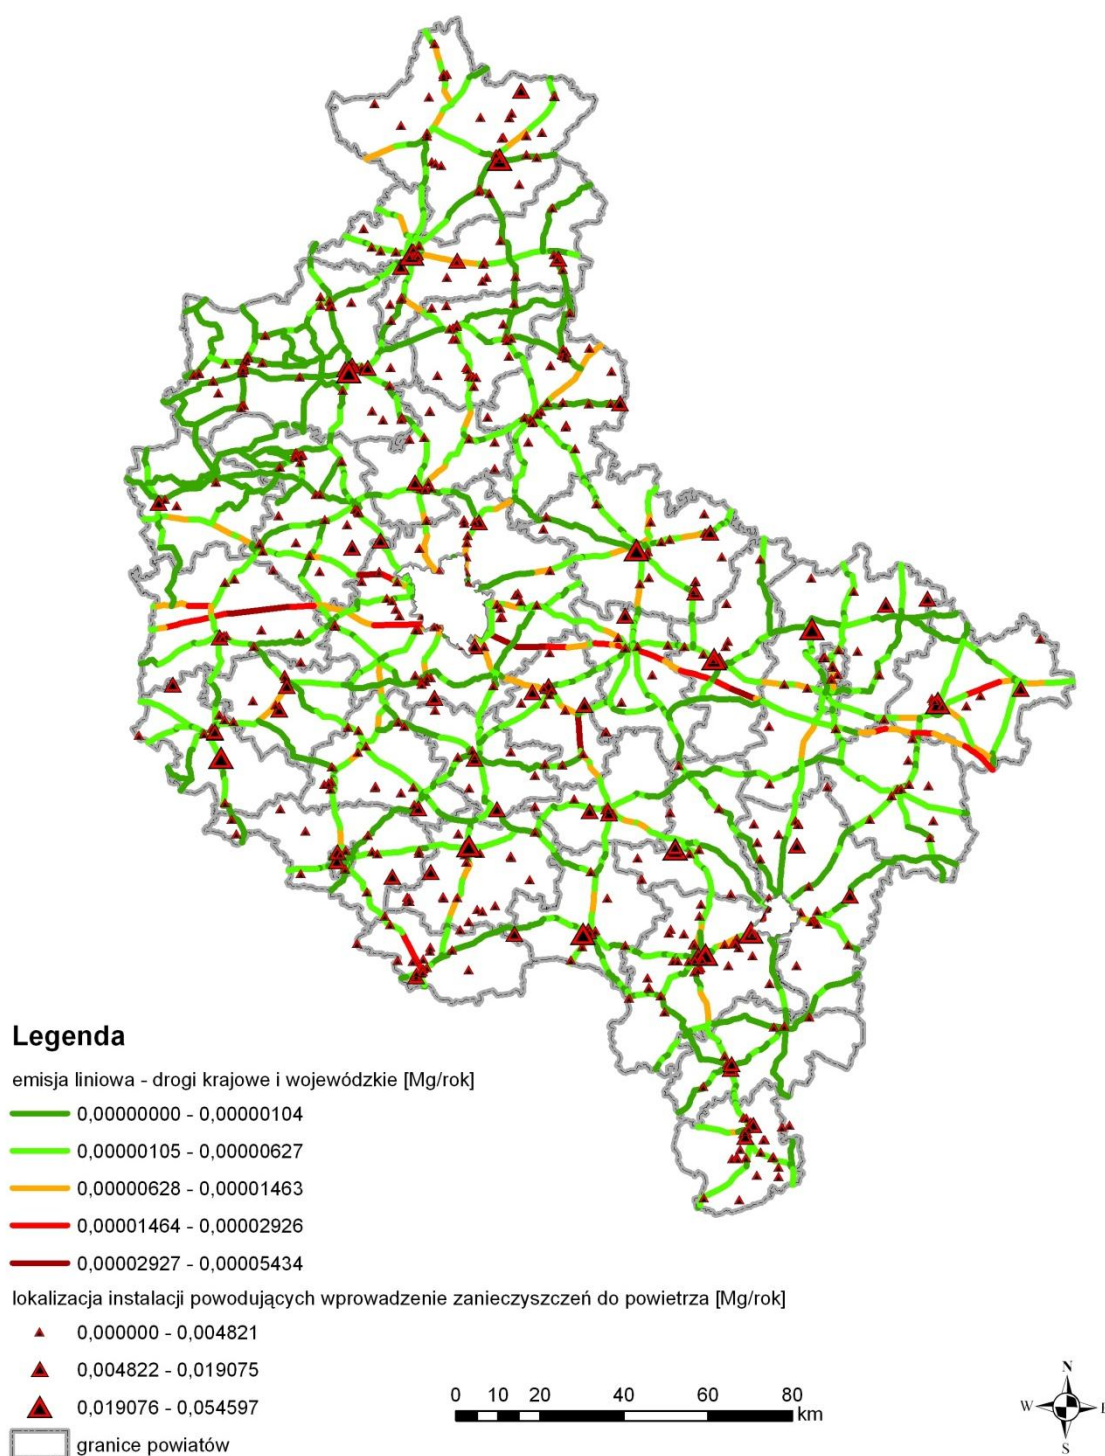 Legenda
emisja liniowa - drogi krajowe i wojewódzkie [Mg/rok]
0,00000000 - 0,00000104
0,00000105 - 0,00000627
0,00000628 - 0,00001463
0,00001464 - 0,00002926
0,00002927 - 0,00005434
lokalizacja instalacji powodujących wprowadzenie zanieczyszczeń do powietrza [Mg/rok]
0,000000 - 0,004821
0,004822 - 0,019075
0,019076 - 0,054597
granice powiatów
0 10 20 40 60 80
km
N
W E
S